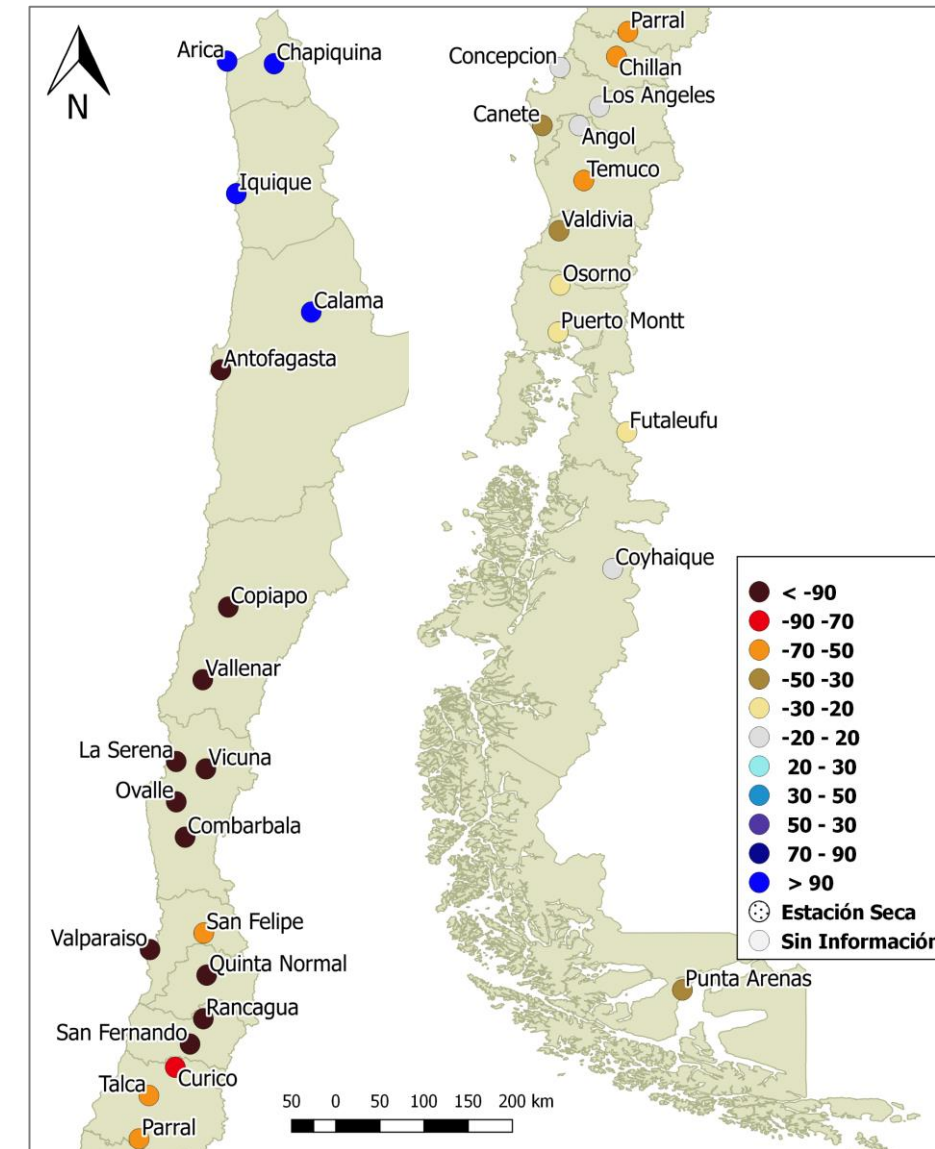 Arica
Chapiquina
N
Iquique
Calama
Antofagasta
Copiapo
Vallenar
La Serena
Vicuna
Ovalle
Combarbala
San Felipe
Valparaiso
Quinta Normal
Rancagua
San Fernando
Curico
Talca
Parral
50 0 50 100 150 200 km
Parral
Concepcion
Chillan
Los Angeles
Canete
Angol
Temuco
Valdivia
Osorno
Puerto Montt
Futaleufu
Coyhaique
Punta Arenas
< -90
-90 -70
-70 -50
-50 -30
-30 -20
-20 - 20
20 - 30
30 - 50
50 - 30
70 - 90
> 90
Estación Seca
Sin Información